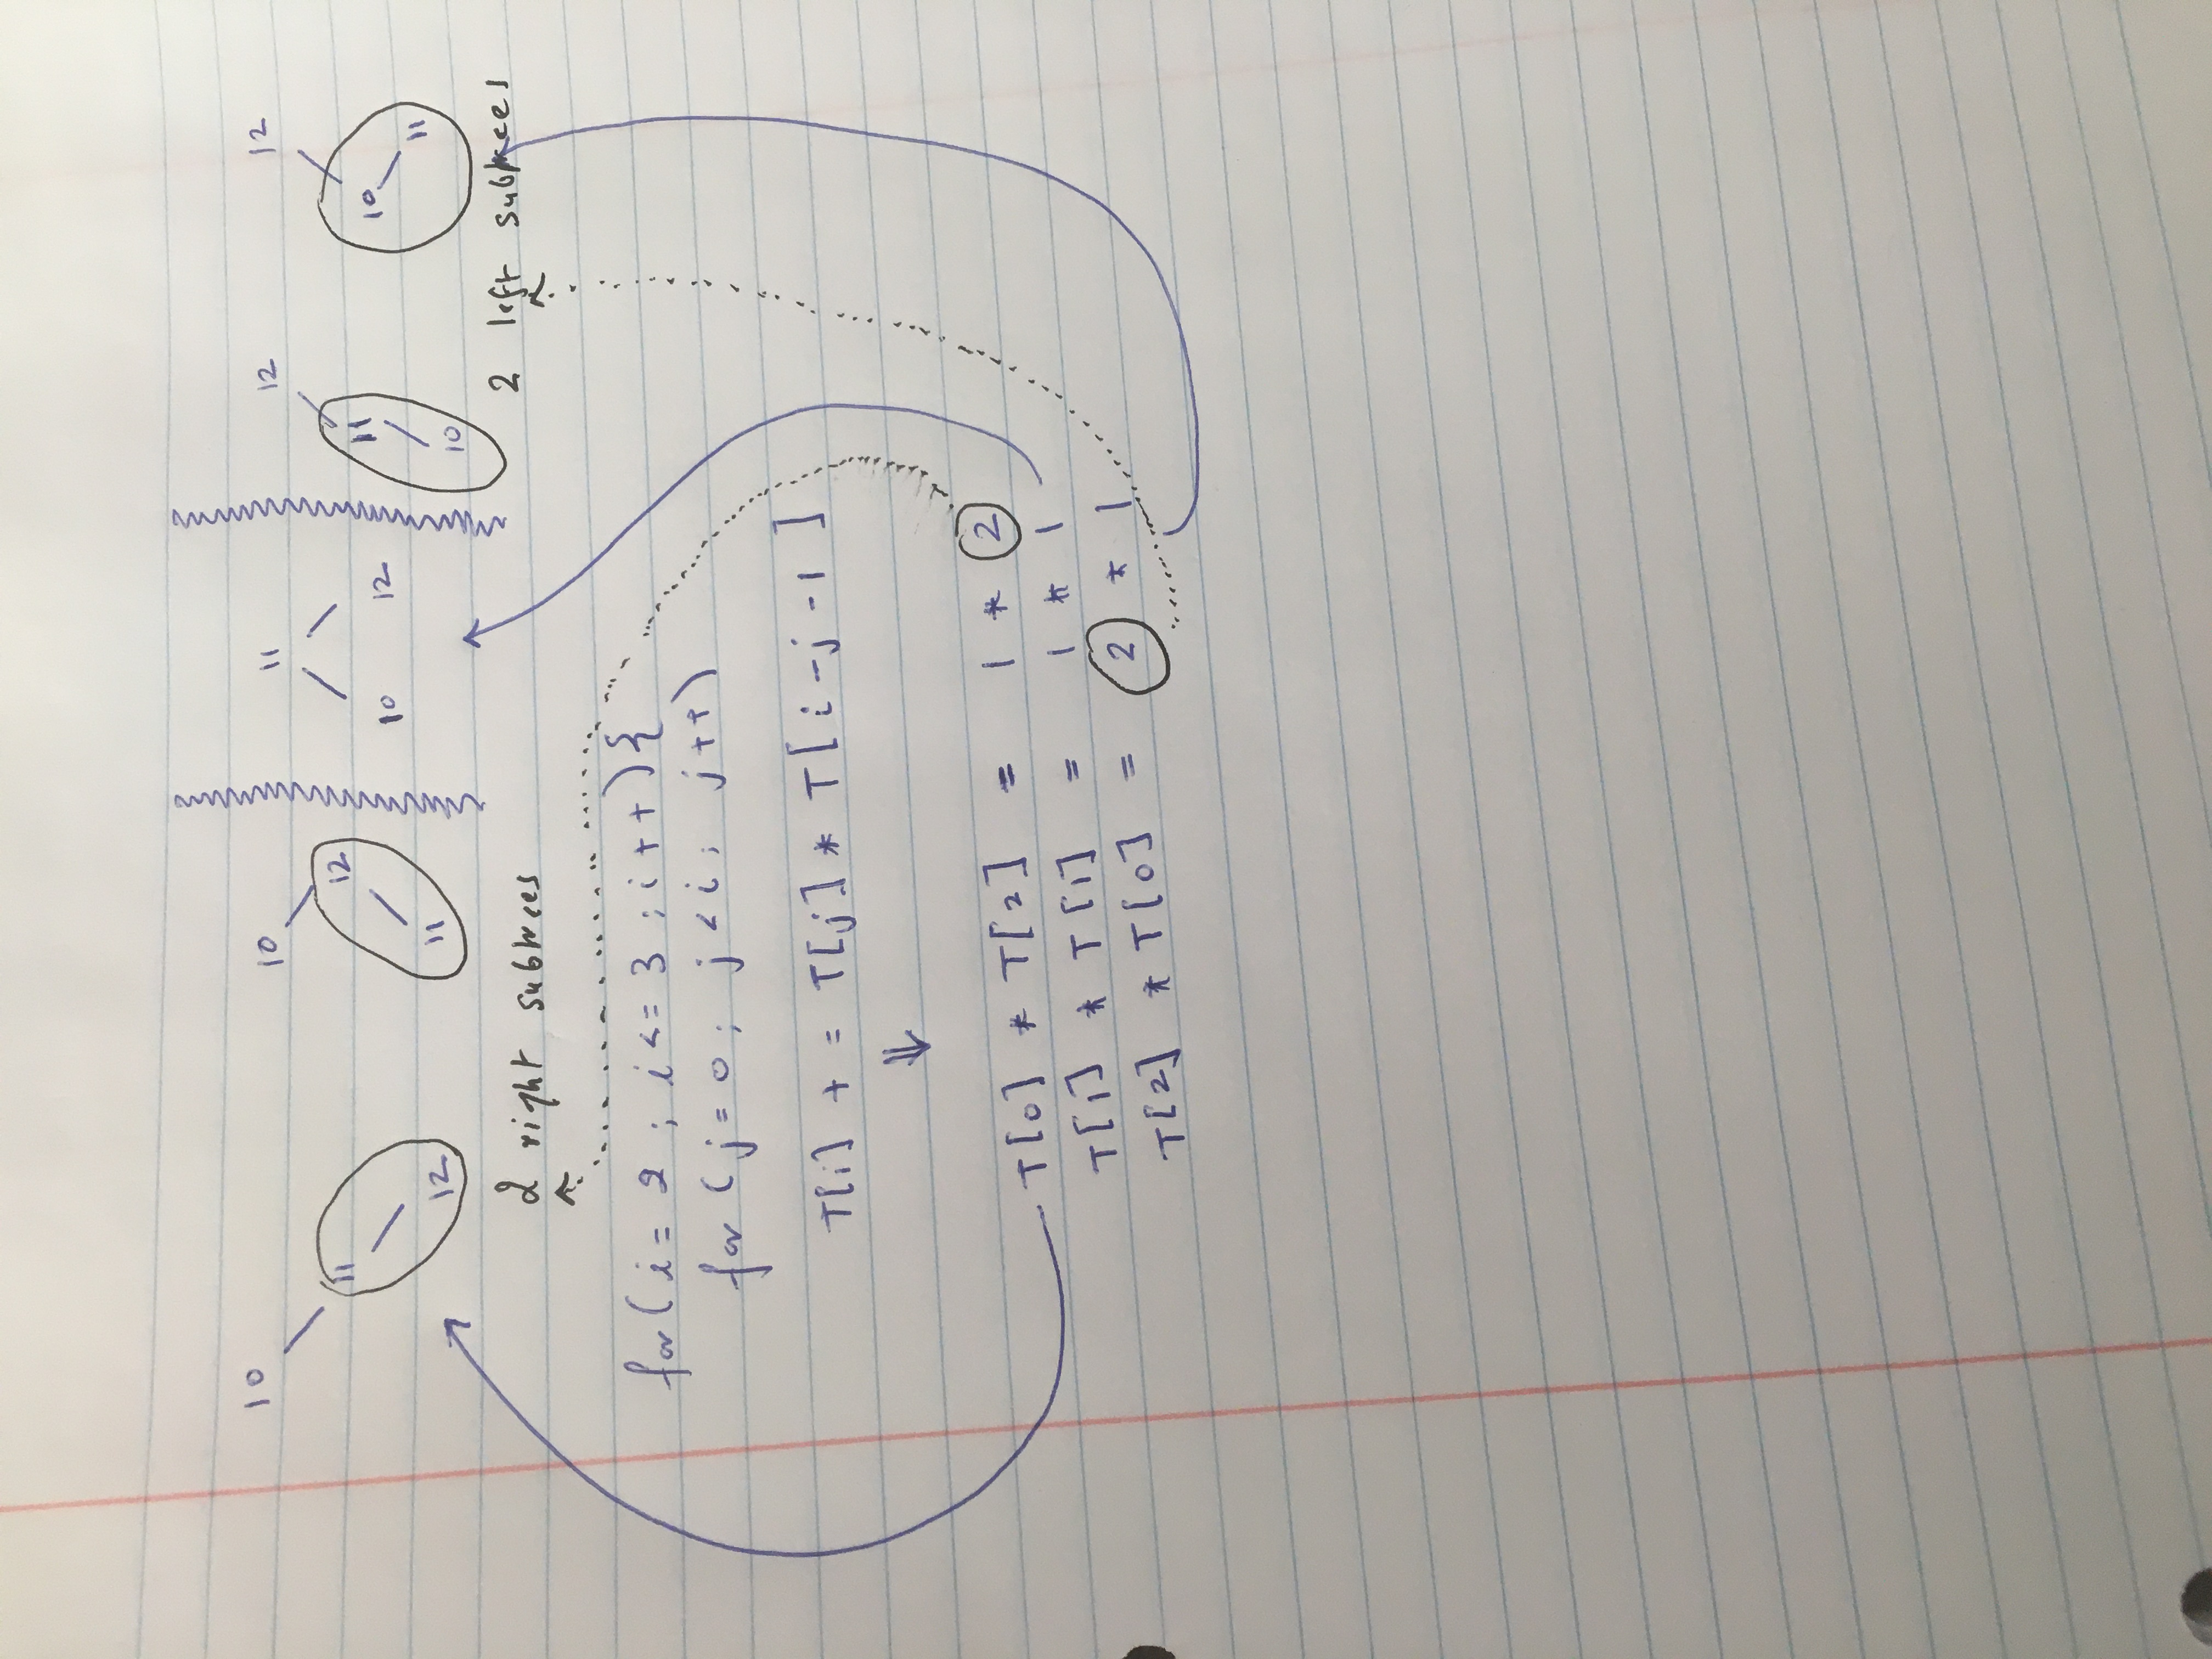 10 10 11 12 12
11 12 10 12 11 10
12 11 10 11
2 right subtrees 2 left subtrees
for ( i = 2 ; i <= 3 ; i++ ) {
for ( j = 0 ; j < i ; j++ )
T[i] + = T[j] * T[ i - j - 1 ]
⇓
T[0] * T[2] = 1 * 2
T[1] * T[1] = 1 * 1
T[2] * T[0] = 2 * 1